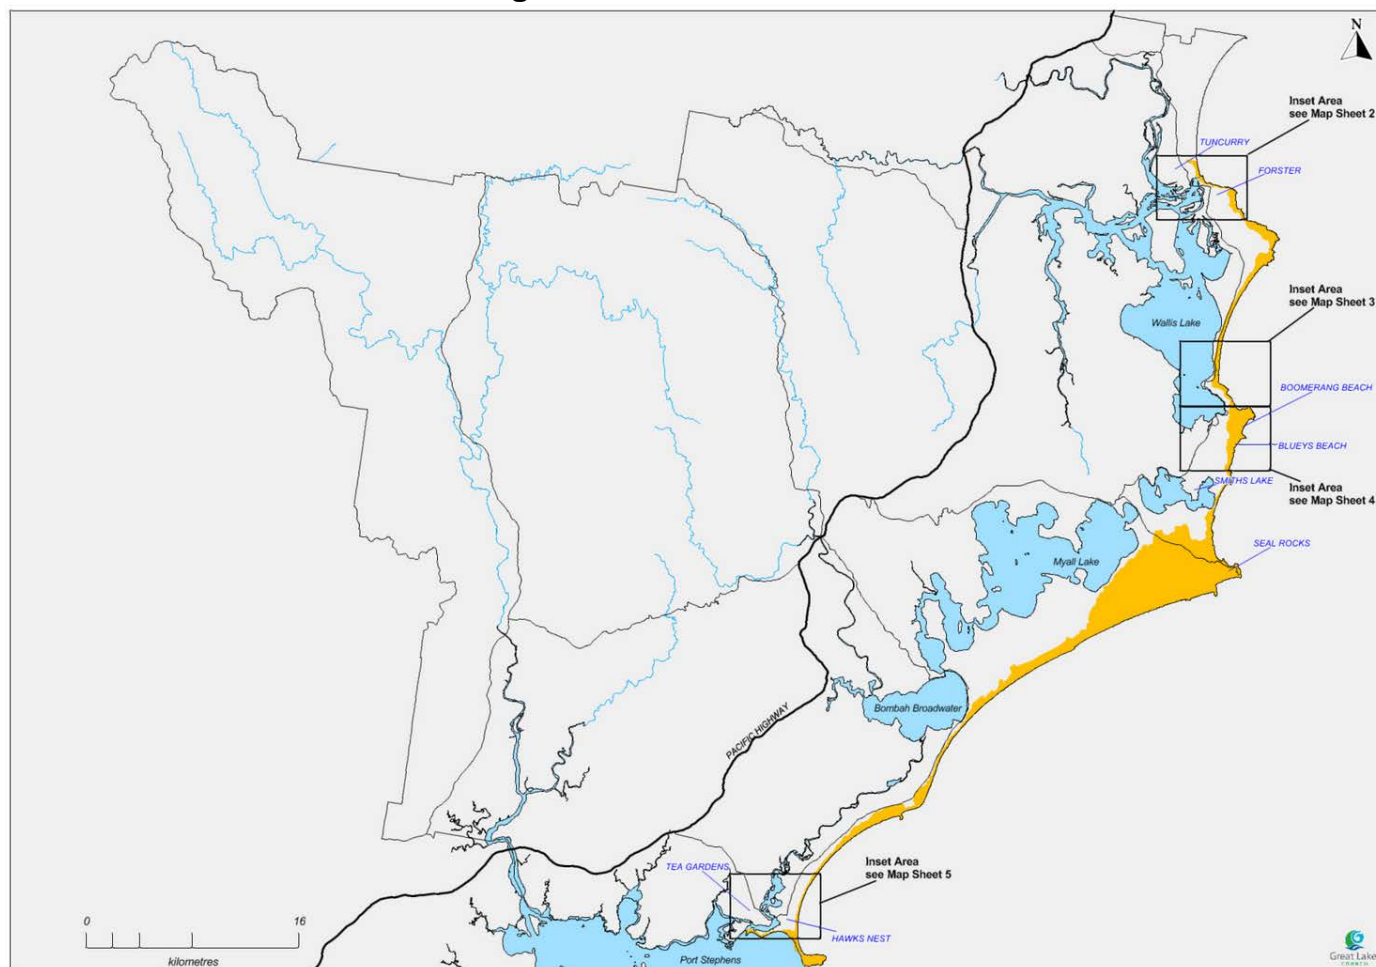 N
Inset Area
see Map Sheet 2
TUNCURRY
FORSTER
Inset Area
see Map Sheet 3
Wallis Lake
BOOMERANG BEACH
BLUEYS BEACH
SMITHS LAKE
Inset Area
see Map Sheet 4
SEAL ROCKS
Myall Lake
Bombah Broadwater
PACIFIC HIGHWAY
Inset Area
see Map Sheet 5
TEA GARDENS
HAWKS NEST
Port Stephens
0 16
kilometres
Great Lake